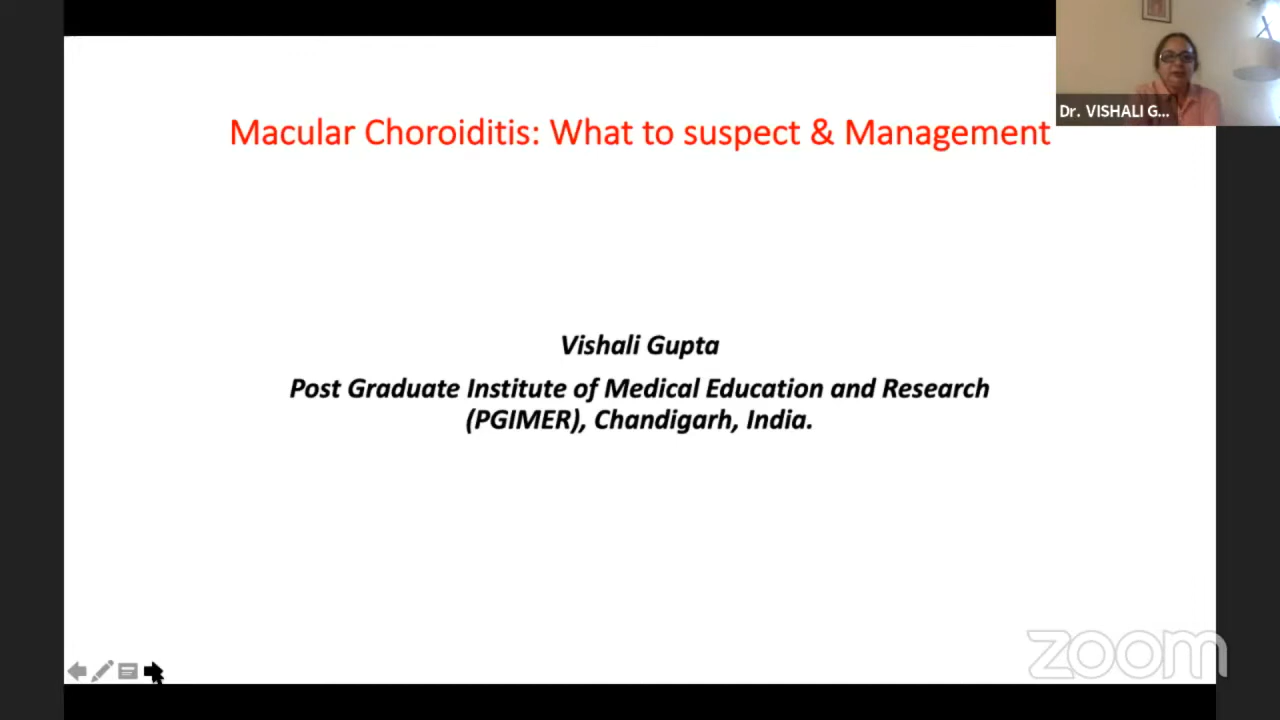 Macular Choroiditis: What to suspect & Management
Dr. VISHALI G...
Vishali Gupta
Post Graduate Institute of Medical Education and Research
(PGIMER), Chandigarh, India.
zoom